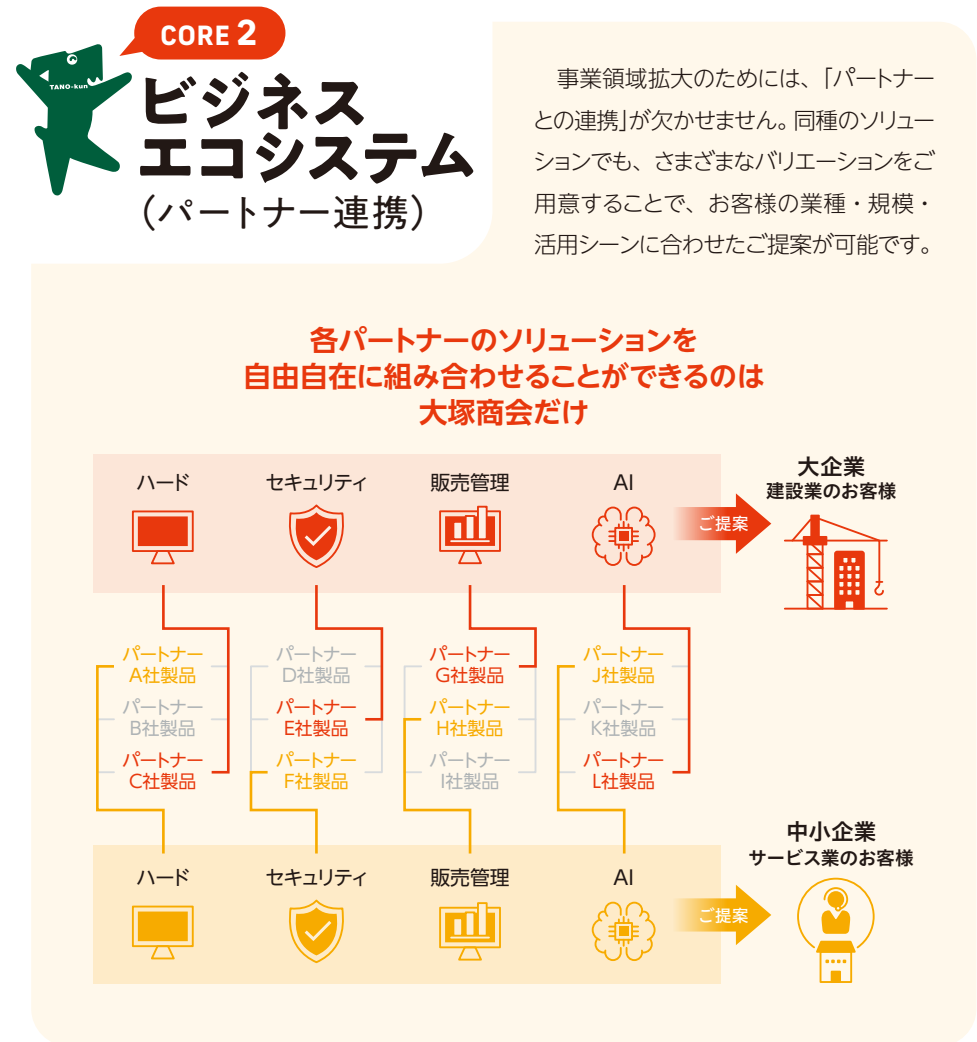 CORE 2
TANO-kun
ビジネス
エコシステム
（パートナー連携）
事業領域拡大のためには、「パートナー
との連携」が欠かせません。同種のソリュー
ションでも、さまざまなバリエーションをご
用意することで、お客様の業種・規模・
活用シーンに合わせたご提案が可能です。
各パートナーのソリューションを
自由自在に組み合わせることができるのは
大塚商会だけ
ハード
セキュリティ
販売管理
AI
ご提案
大企業
建設業のお客様
パートナー
A社製品
パートナー
B社製品
パートナー
C社製品
パートナー
D社製品
パートナー
E社製品
パートナー
F社製品
パートナー
G社製品
パートナー
H社製品
パートナー
I社製品
パートナー
J社製品
パートナー
K社製品
パートナー
L社製品
ハード
セキュリティ
販売管理
AI
ご提案
中小企業
サービス業のお客様